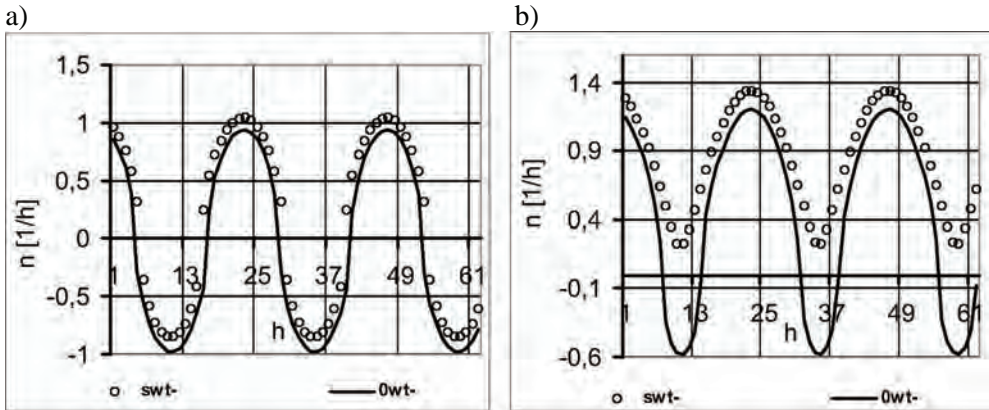 a)
1,5
1
0,5
0
-0,5
-1
n [1/h]
1 13 25 37 49 61
h
swt- 0wt-
b)
1,4
0,9
0,4
-0,1
-0,6
n [1/h]
1 13 25 37 49 61
h
swt- 0wt-